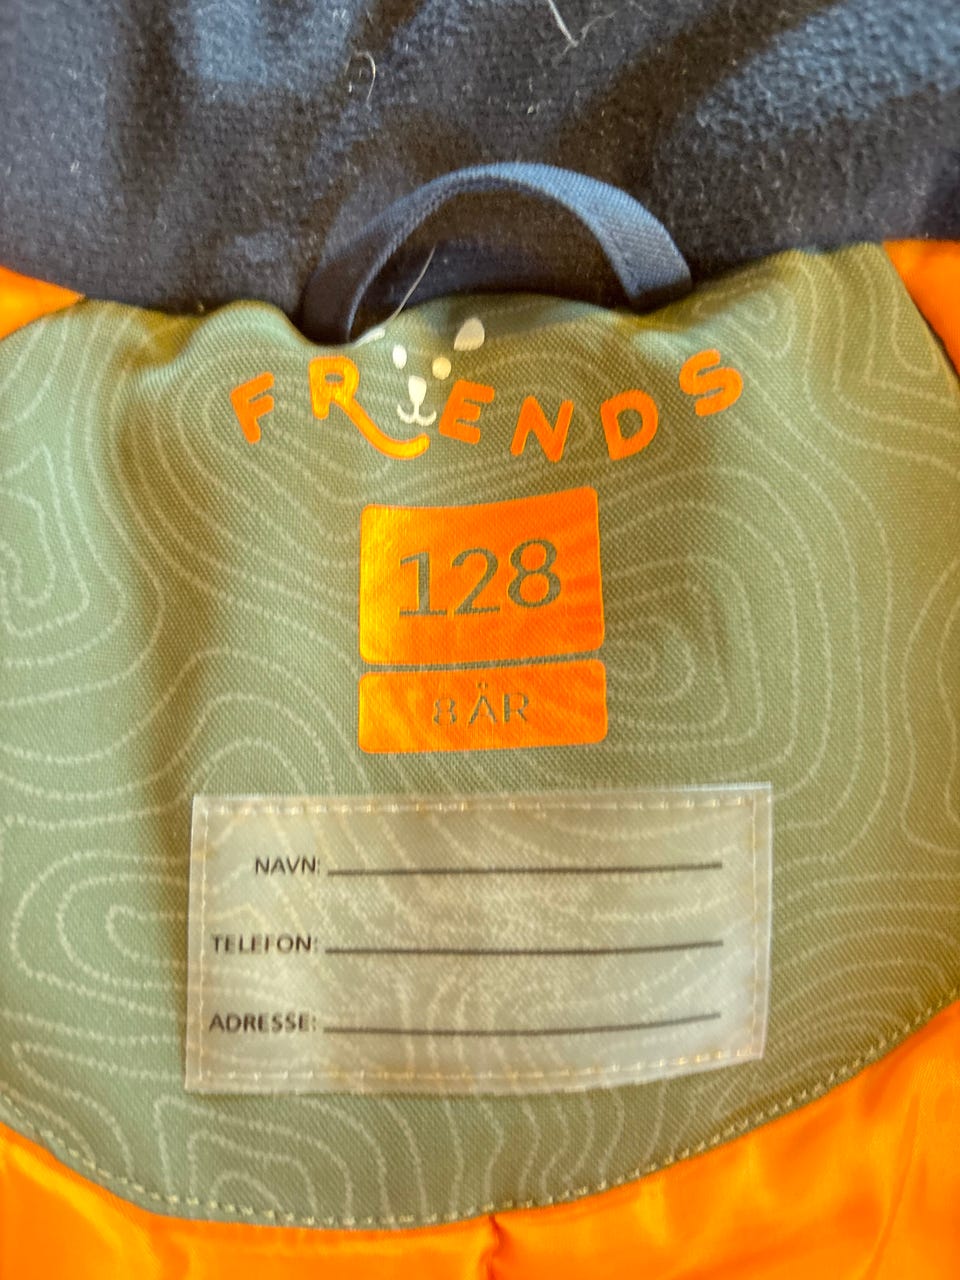 FRIENDS
128
8 ÅR
NAVN:
TELEFON:
ADRESSE: